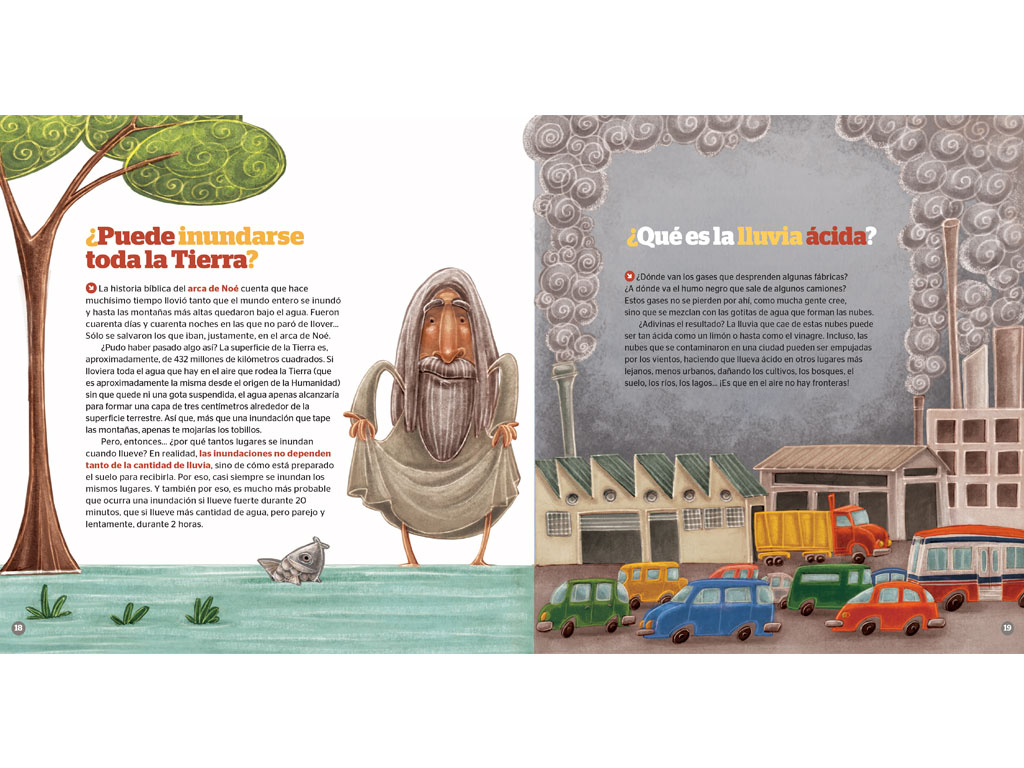 ¿Puede inundarse
toda la Tierra?
La historia bíblica del arca de Noé cuenta que hace
muchísimo tiempo llovió tanto que el mundo entero se inundó
y hasta las montañas más altas quedaron bajo el agua. Fueron
cuarenta días y cuarenta noches en las que no paró de llover...
Sólo se salvaron los que iban, justamente, en el arca de Noé.
¿Pudo haber pasado algo así? La superficie de la Tierra es,
aproximadamente, de 432 millones de kilómetros cuadrados. Si
lloviera toda el agua que hay en el aire que rodea la Tierra (que
es aproximadamente la misma desde el origen de la Humanidad)
sin que quede ni una gota suspendida, el agua apenas alcanzaría
para formar una capa de tres centímetros alrededor de la
superficie terrestre. Así que, más que una inundación que tape
las montañas, apenas te mojarías los tobillos.
Pero, entonces... ¿por qué tantos lugares se inundan
cuando llueve? En realidad, las inundaciones no dependen
tanto de la cantidad de lluvia, sino de cómo está preparado
el suelo para recibirla. Por eso, casi siempre se inundan los
mismos lugares. Y también por eso, es mucho más probable
que ocurra una inundación si llueve fuerte durante 20
minutos, que si llueve más cantidad de agua, pero parejo y
lentamente, durante 2 horas.
18
¿Qué es la lluvia ácida?
¿Dónde van los gases que desprenden algunas fábricas?
¿A dónde va el humo negro que sale de algunos camiones?
Estos gases no se pierden por ahí, como mucha gente cree,
sino que se mezclan con las gotitas de agua que forman las nubes.
¿Adivinas el resultado? La lluvia que cae de estas nubes puede
ser tan ácida como un limón o hasta como el vinagre. Incluso, las
nubes que se contaminaron en una ciudad pueden ser empujadas
por los vientos, haciendo que llueva ácido en otros lugares más
lejanos, menos urbanos, dañando los cultivos, los bosques, el
suelo, los ríos, los lagos... ¡Es que en el aire no hay fronteras!
19